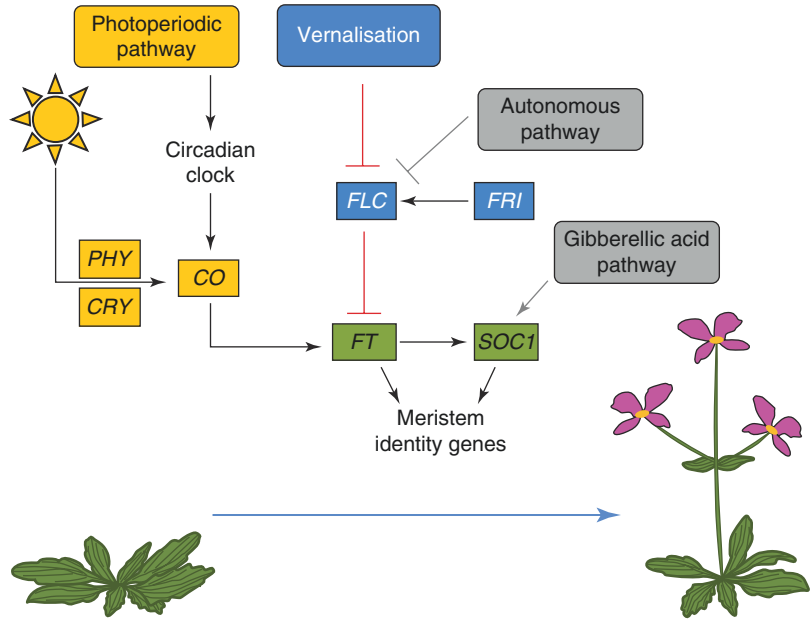 Photoperiodic
pathway
Vernalisation
Autonomous
pathway
Circadian
clock
FLC
FRI
Gibberellic acid
pathway
PHY
CO
CRY
FT
SOC1
Meristem
identity genes